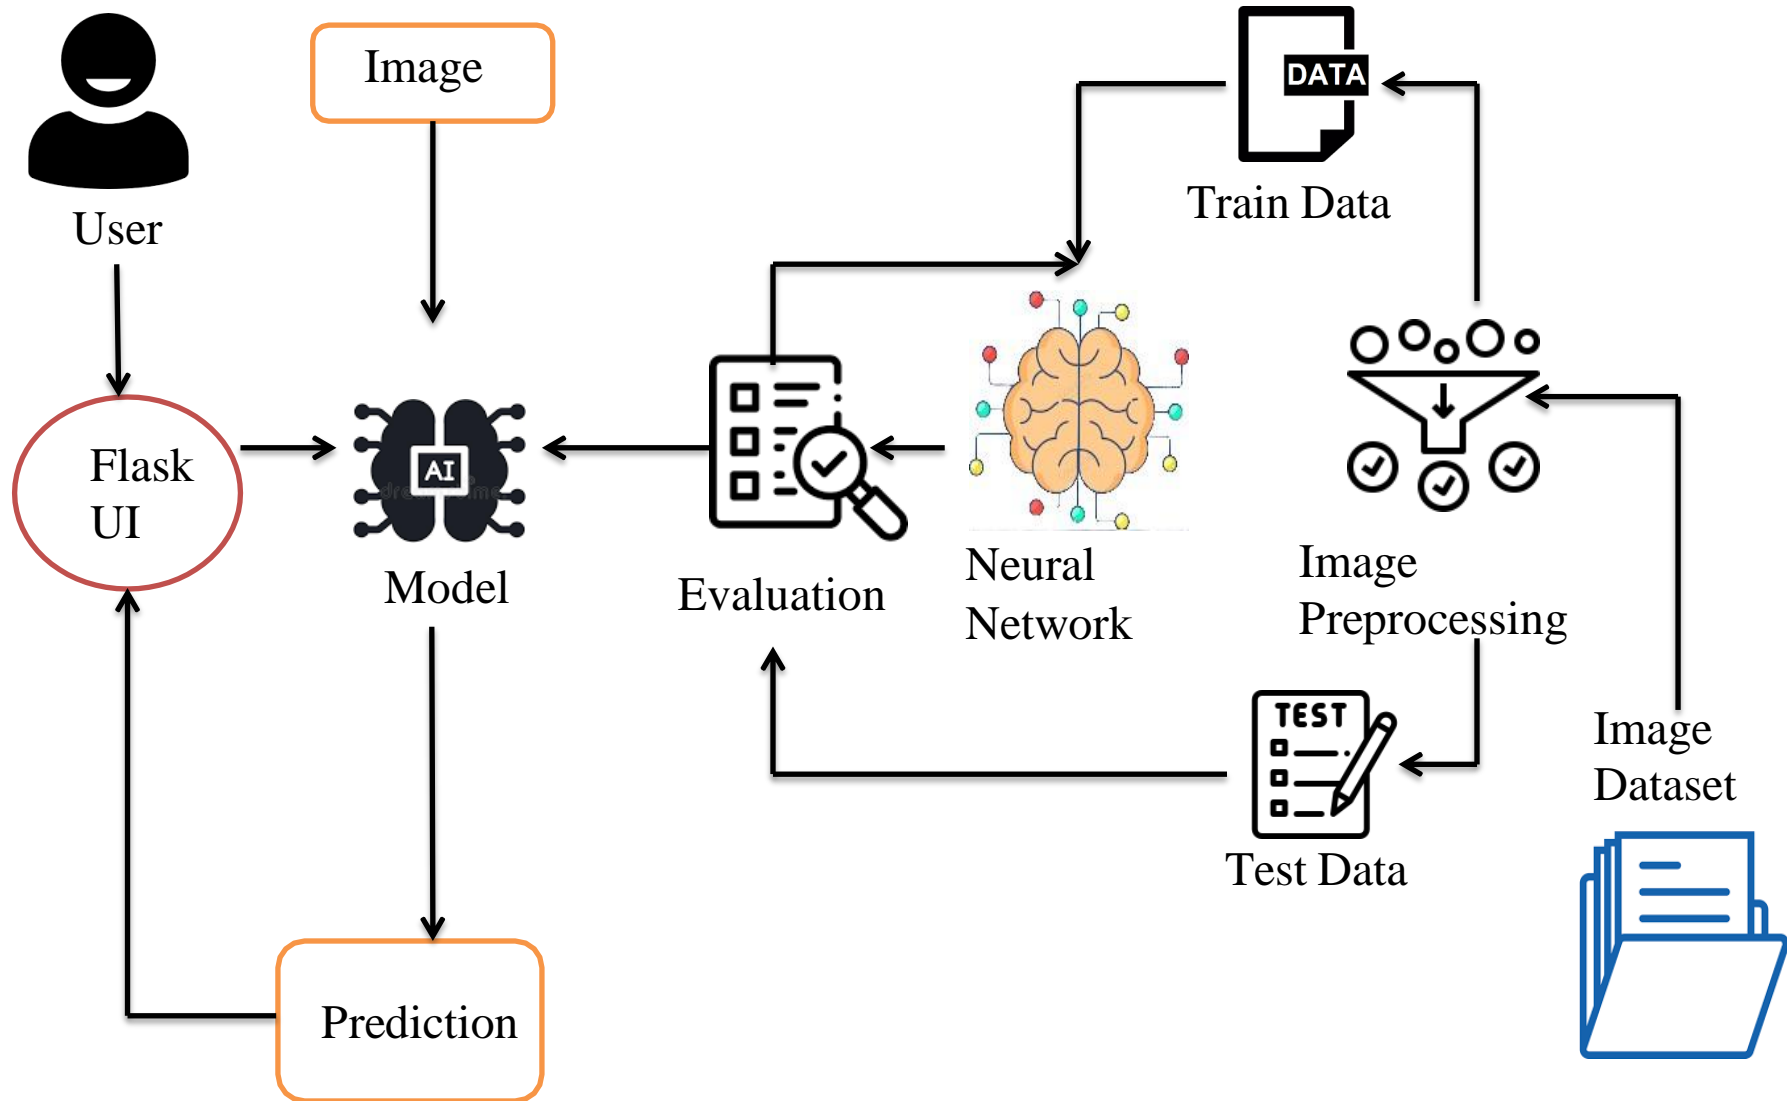 Image
DATA
Train Data
User
Flask
UI
AI
Model
Evaluation
Neural
Network
Image
Preprocessing
TEST
Test Data
Image
Dataset
Prediction